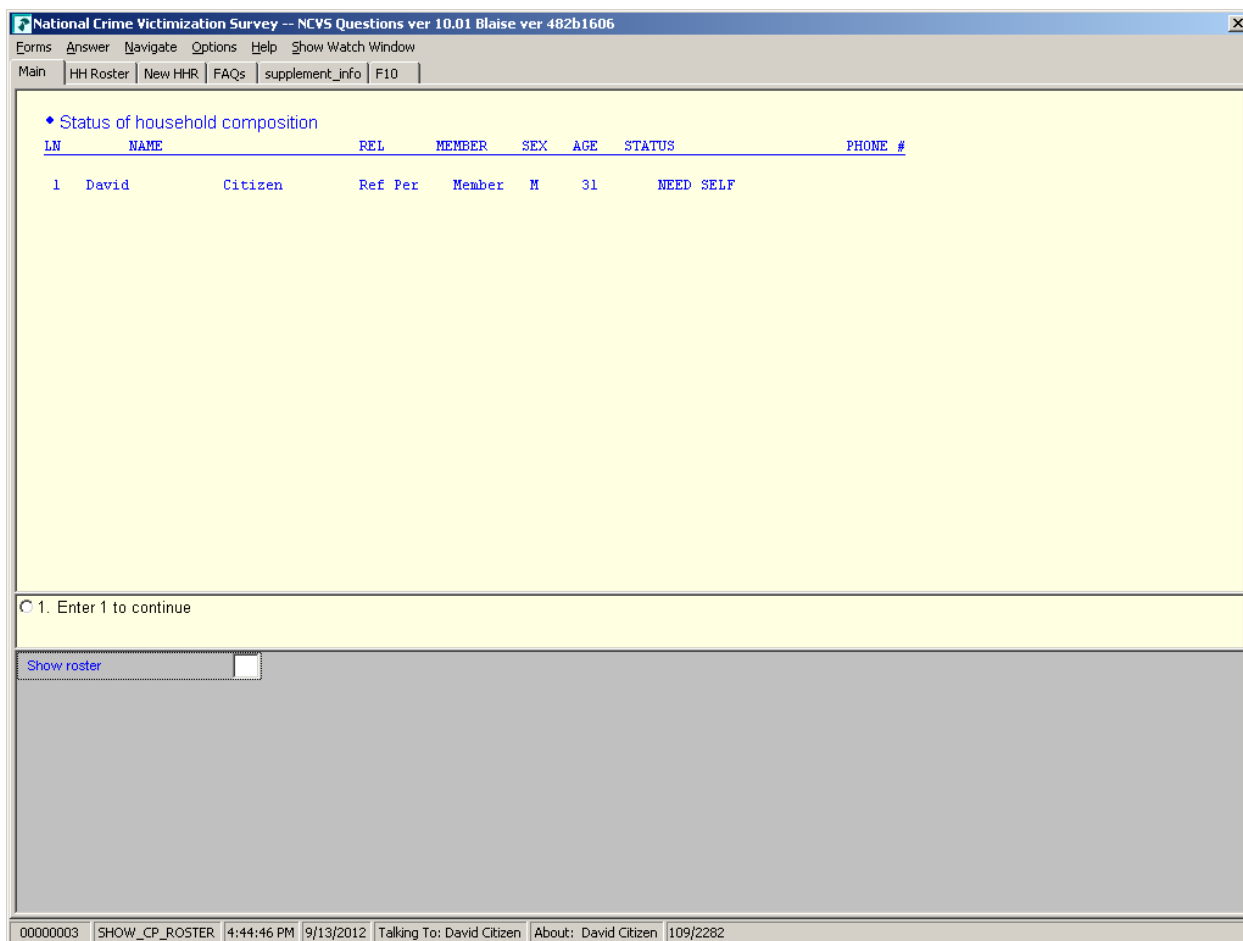 National Crime Victimization Survey -- NCVS Questions ver 10.01 Blaise ver 482b1606
Forms Answer Navigate Options Help Show Watch Window
Main HH Roster New HHR FAQs supplement_info F10
Status of household composition
LN NAME REL MEMBER SEX AGE STATUS PHONE #
1 David Citizen Ref Per Member M 31 NEED SELF
1. Enter 1 to continue
Show roster
00000003 SHOW_CP_ROSTER 4:44:46 PM 9/13/2012 Talking To: David Citizen About: David Citizen 109/2282